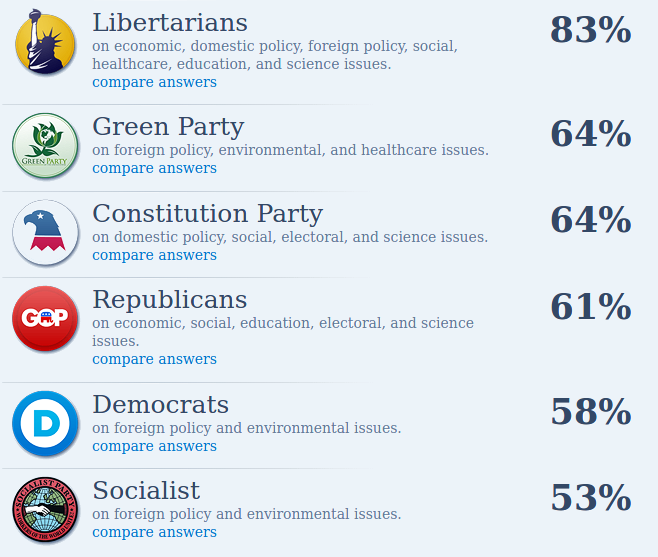 Libertarians
83%
on economic, domestic policy, foreign policy, social,
healthcare, education, and science issues.
compare answers
Green Party
64%
GREEN PARTY
on foreign policy, environmental, and healthcare issues.
compare answers
Constitution Party
64%
on domestic policy, social, electoral, and science issues.
compare answers
Republicans
61%
GOP
on economic, social, education, electoral, and science
issues.
compare answers
Democrats
58%
D
on foreign policy and environmental issues.
compare answers
Socialist
53%
SOCIALIST PARTY
on foreign policy and environmental issues.
compare answers